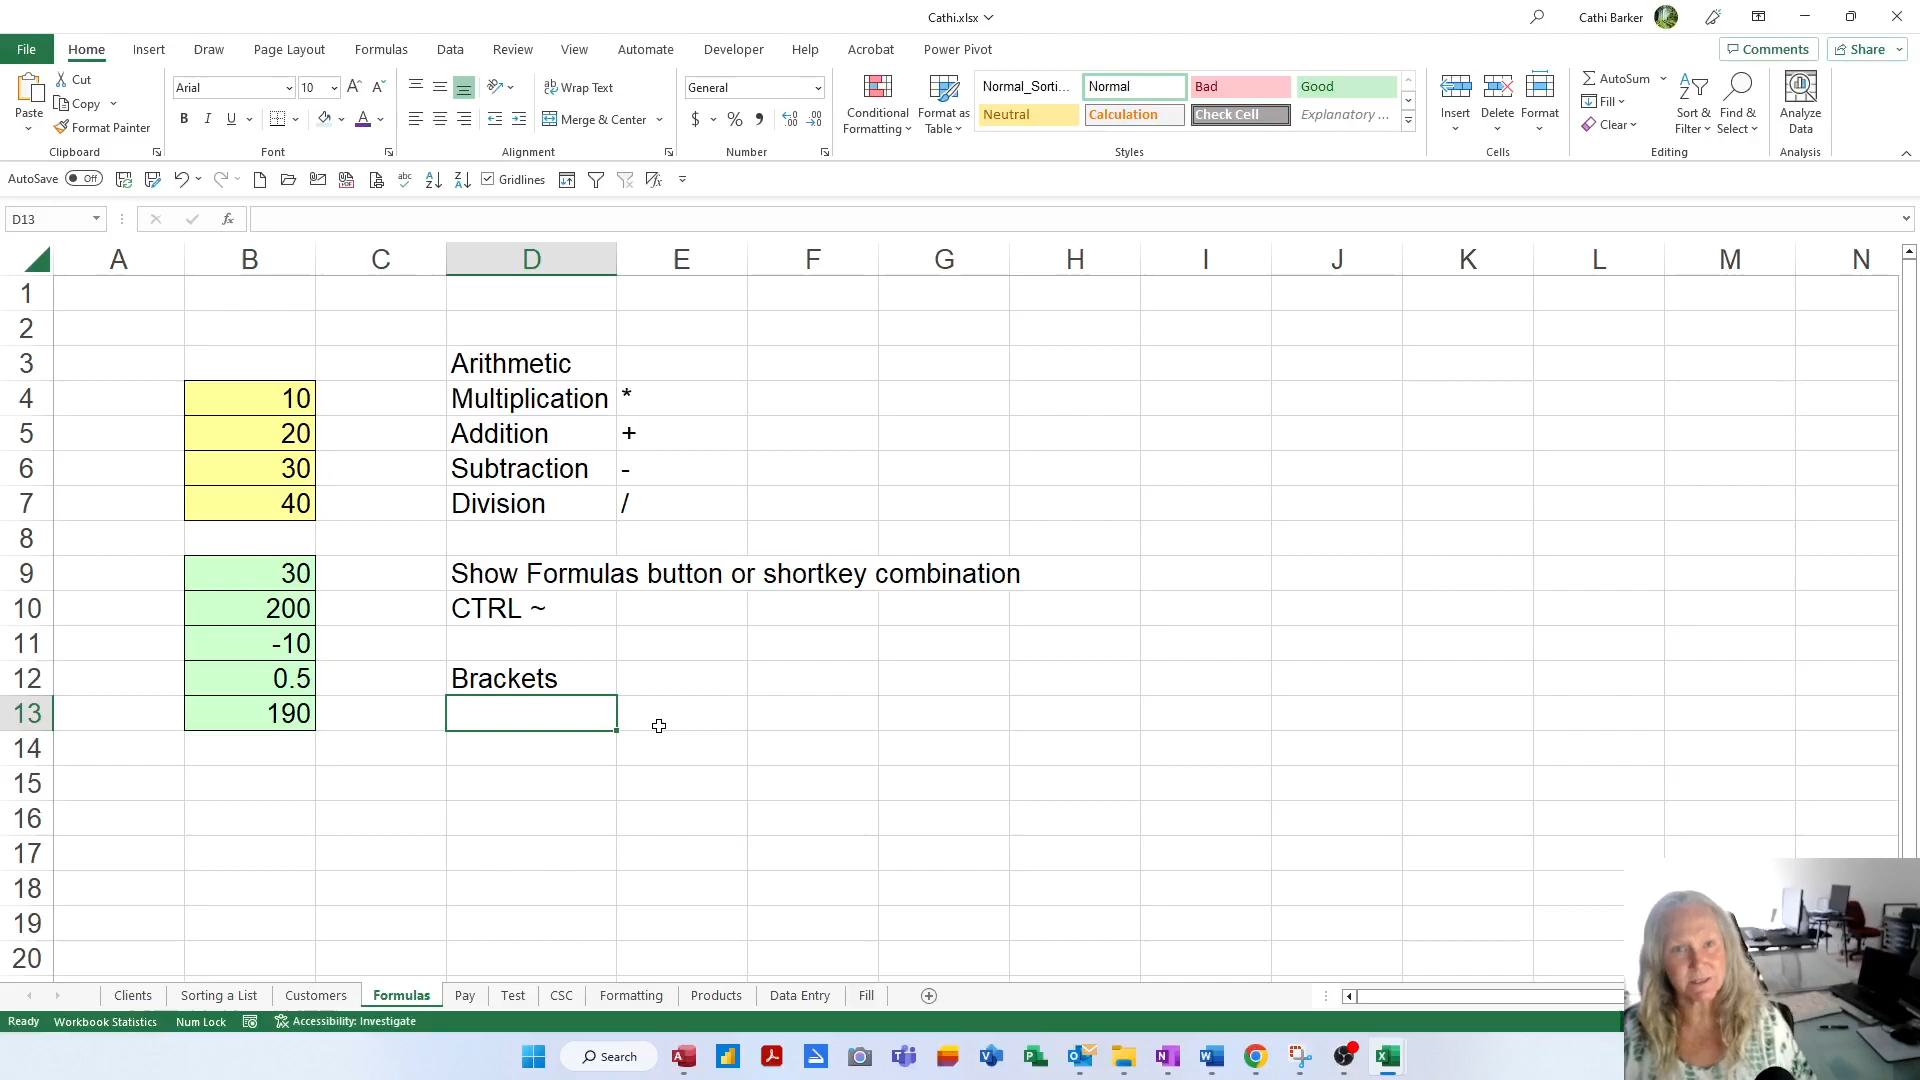 Cathi.xlsx
Cathi Barker
File Home Insert Draw Page Layout Formulas Data Review View Automate Developer Help Acrobat Power Pivot
Comments Share
Paste
Cut
Copy
Format Painter
Clipboard
Arial 10 A A
B I U A
Font
Wrap Text
Merge & Center
Alignment
General
$ % 9
Number
Conditional Formatting
Format as Table
Normal_Sorti... Normal Bad Good
Neutral Calculation Check Cell Explanatory ...
Styles
Insert Delete Format
Cells
AutoSum
Fill
Clear
Sort & Filter
Find & Select
Editing
Analyze Data
Analysis
AutoSave Off
Gridlines
D13 fx
A B C D E F G H I J K L M N
1
2
3 Arithmetic
4 10 Multiplication *
5 20 Addition +
6 30 Subtraction -
7 40 Division /
8
9 30 Show Formulas button or shortkey combination
10 200 CTRL ~
11 -10
12 0.5 Brackets
13 190
14
15
16
17
18
19
20
Clients Sorting a List Customers Formulas Pay Test CSC Formatting Products Data Entry Fill
Ready Workbook Statistics Num Lock Accessibility: Investigate
Search